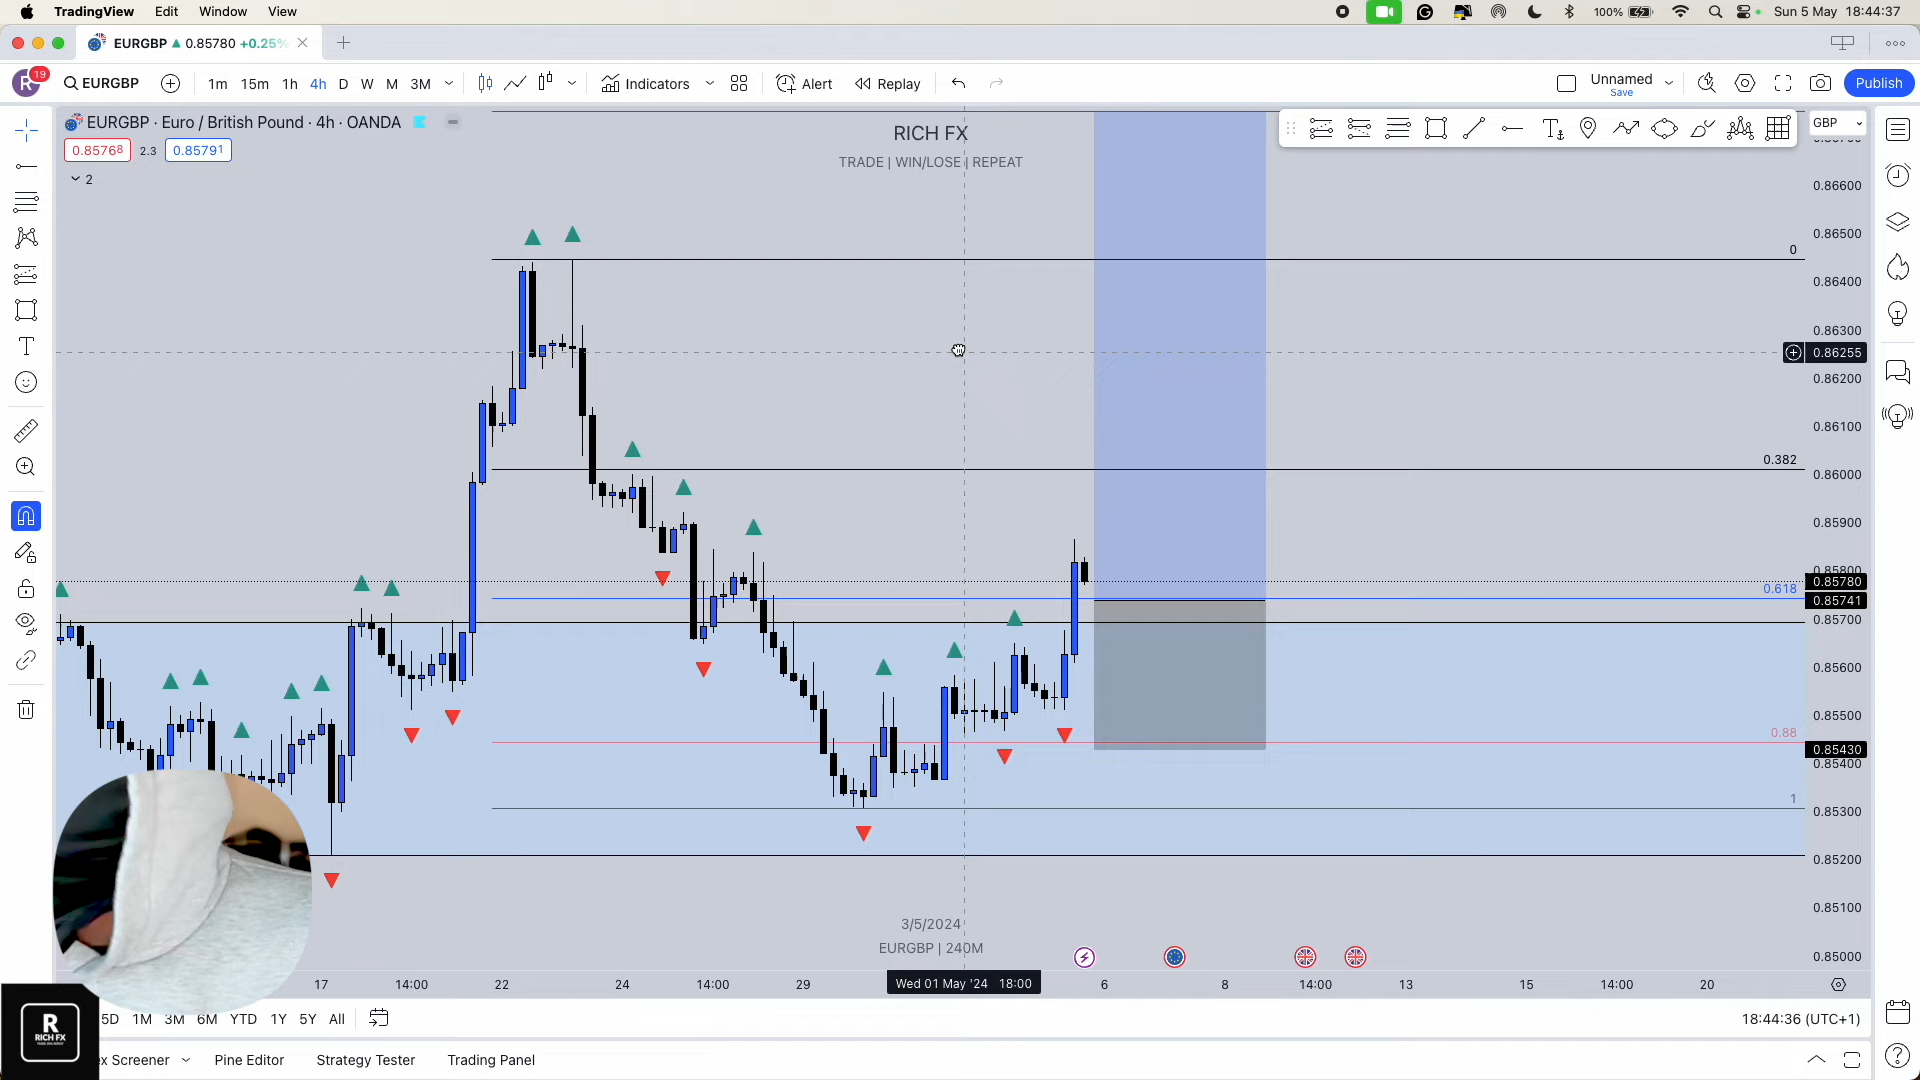 TradingView Edit Window View
100% Sun 5 May 18:44:37
EURGBP ▲ 0.85780 +0.25%
R 19 EURGBP 1m 15m 1h 4h D W M 3M Indicators Alert Replay Unnamed Save Publish
EURGBP · Euro / British Pound · 4h · OANDA
0.85768 2.3 0.85791
2
RICH FX
TRADE | WIN/LOSE | REPEAT
GBP
0.86600
0.86500
0
0.86400
0.86300
0.86255
0.86200
0.86100
0.382
0.86000
0.85900
0.85800
0.85780
0.618
0.85741
0.85700
0.85600
0.85500
0.88
0.85430
0.85400
1
0.85300
0.85200
0.85100
0.85000
3/5/2024
EURGBP | 240M
17 14:00 22 24 14:00 29 Wed 01 May '24 18:00 6 8 14:00 13 15 14:00 20
5D 1M 3M 6M YTD 1Y 5Y All
18:44:36 (UTC+1)
R
RICH FX
ex Screener Pine Editor Strategy Tester Trading Panel